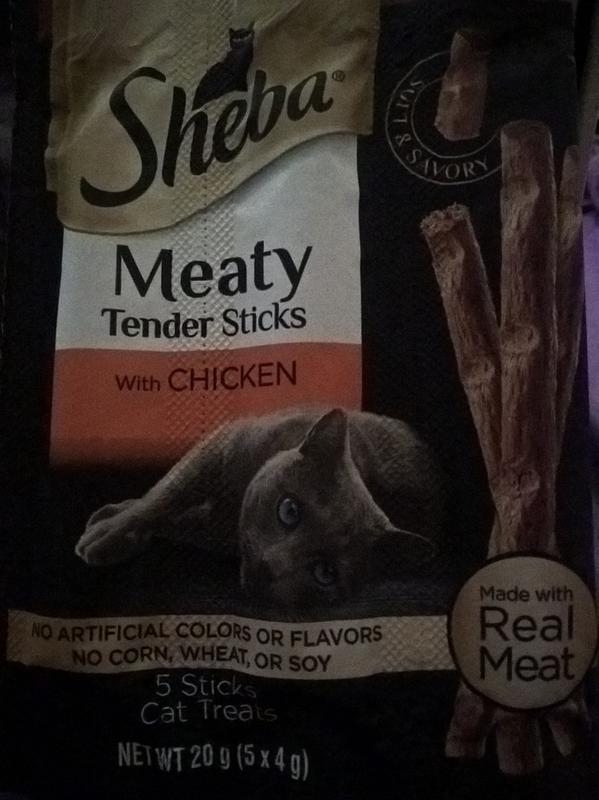 Sheba®
SOFT & SAVORY
Meaty
Tender Sticks
With CHICKEN
NO ARTIFICIAL COLORS OR FLAVORS
NO CORN, WHEAT, OR SOY
Made with
Real
Meat
5 Sticks
Cat Treats
NET WT 20 g (5 x 4 g)